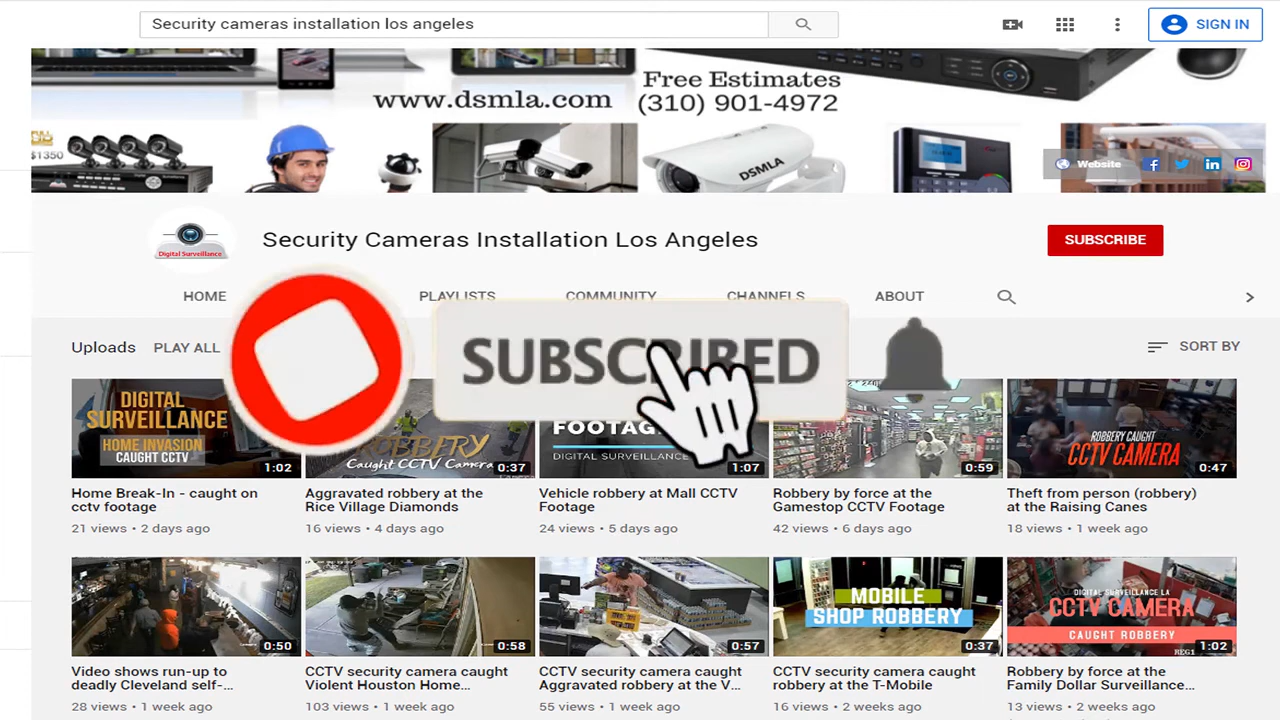 Security cameras installation los angeles
SIGN IN
Free Estimates
www.dsmla.com
(310) 901-4972
$1350
DSMLA
Website
Digital Surveillance
Security Cameras Installation Los Angeles
SUBSCRIBE
HOME
PLAYLISTS
COMMUNITY
CHANNELS
ABOUT
SUBSCRIBED
Uploads
PLAY ALL
SORT BY
DIGITAL
SURVEILLANCE
HOME INVASION
CAUGHT CCTV
1:02
ROBBERY
Caught CCTV Camera
0:37
FOOTAGE
DIGITAL SURVEILLANCE
1:07
0:59
ROBBERY CAUGHT
CCTV CAMERA
0:47
Home Break-In - caught on
cctv footage
21 views • 2 days ago
Aggravated robbery at the
Rice Village Diamonds
16 views • 4 days ago
Vehicle robbery at Mall CCTV
Footage
24 views • 5 days ago
Robbery by force at the
Gamestop CCTV Footage
42 views • 6 days ago
Theft from person (robbery)
at the Raising Canes
18 views • 1 week ago
0:50
0:58
0:57
MOBILE
SHOP ROBBERY
0:37
DIGITAL SURVEILLANCE LA
CCTV CAMERA
CAUGHT ROBBERY
REG1
1:02
Video shows run-up to
deadly Cleveland self-...
28 views • 1 week ago
CCTV security camera caught
Violent Houston Home...
103 views • 1 week ago
CCTV security camera caught
Aggravated robbery at the V...
55 views • 1 week ago
CCTV security camera caught
robbery at the T-Mobile
16 views • 2 weeks ago
Robbery by force at the
Family Dollar Surveillance...
13 views • 2 weeks ago